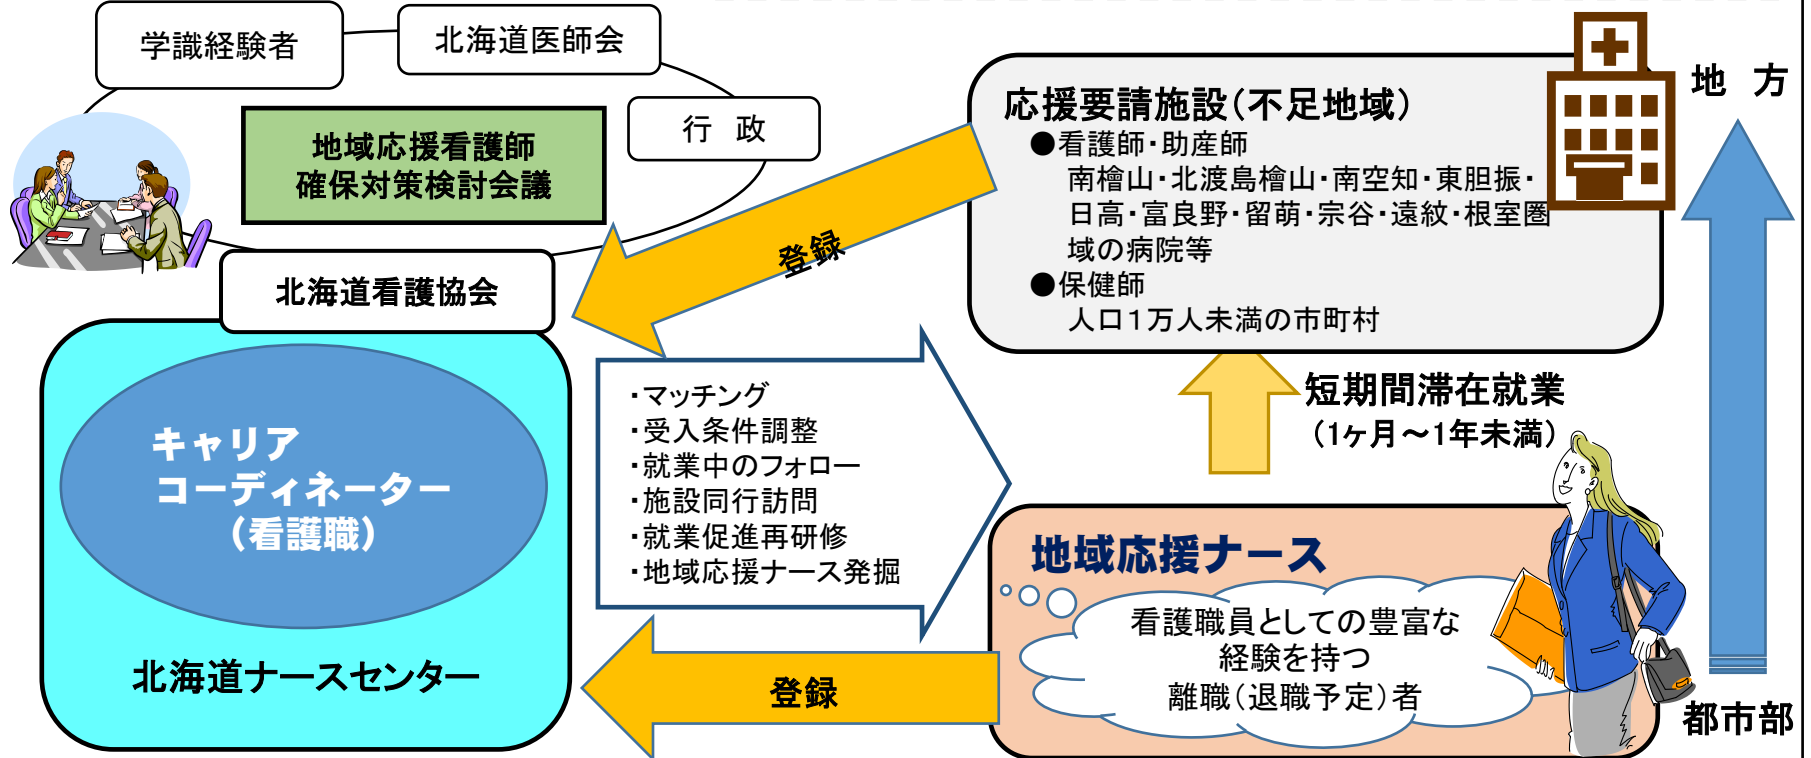 学識経験者
北海道医師会
行 政
地域応援看護師
確保対策検討会議
北海道看護協会
キャリア
コーディネーター
(看護職)
北海道ナースセンター
登録
応援要請施設(不足地域)
●看護師・助産師
南檜山・北渡島檜山・南空知・東胆振・
日高・富良野・留萌・宗谷・遠紋・根室圏
域の病院等
●保健師
人口1万人未満の市町村
地 方
・マッチング
・受入条件調整
・就業中のフォロー
・施設同行訪問
・就業促進再研修
・地域応援ナース発掘
短期間滞在就業
(1ヶ月~1年未満)
地域応援ナース
看護職員としての豊富な
経験を持つ
離職(退職予定)者
登録
都市部